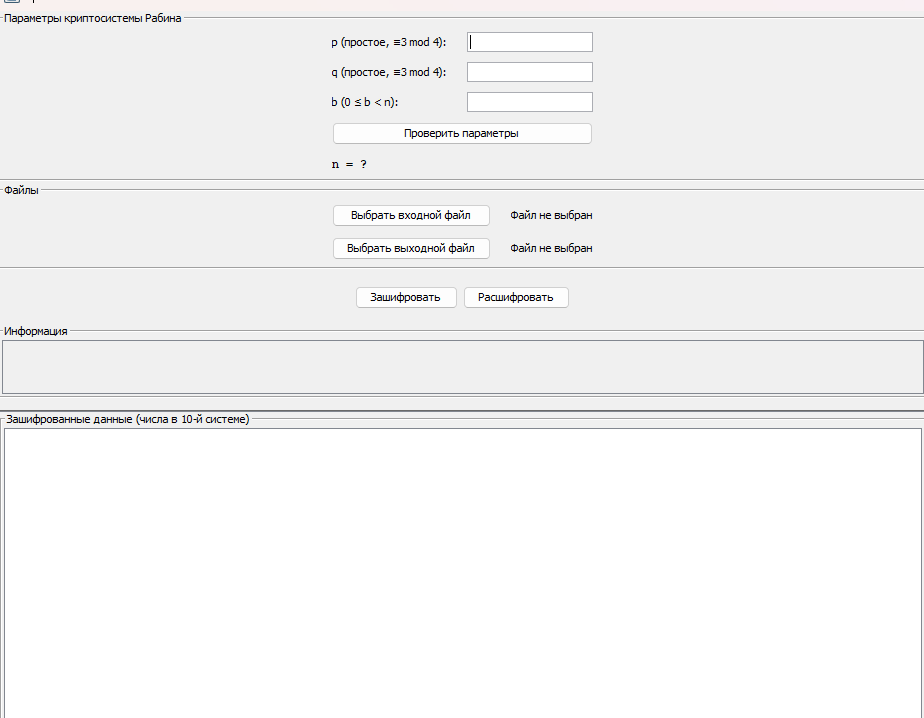 Параметры криптосистемы Рабина
p (простое, ≡3 mod 4):
q (простое, ≡3 mod 4):
b (0 ≤ b < n):
Проверить параметры
n = ?
Файлы
Выбрать входной файл Файл не выбран
Выбрать выходной файл Файл не выбран
Зашифровать Расшифровать
Информация
Зашифрованные данные (числа в 10-й системе)